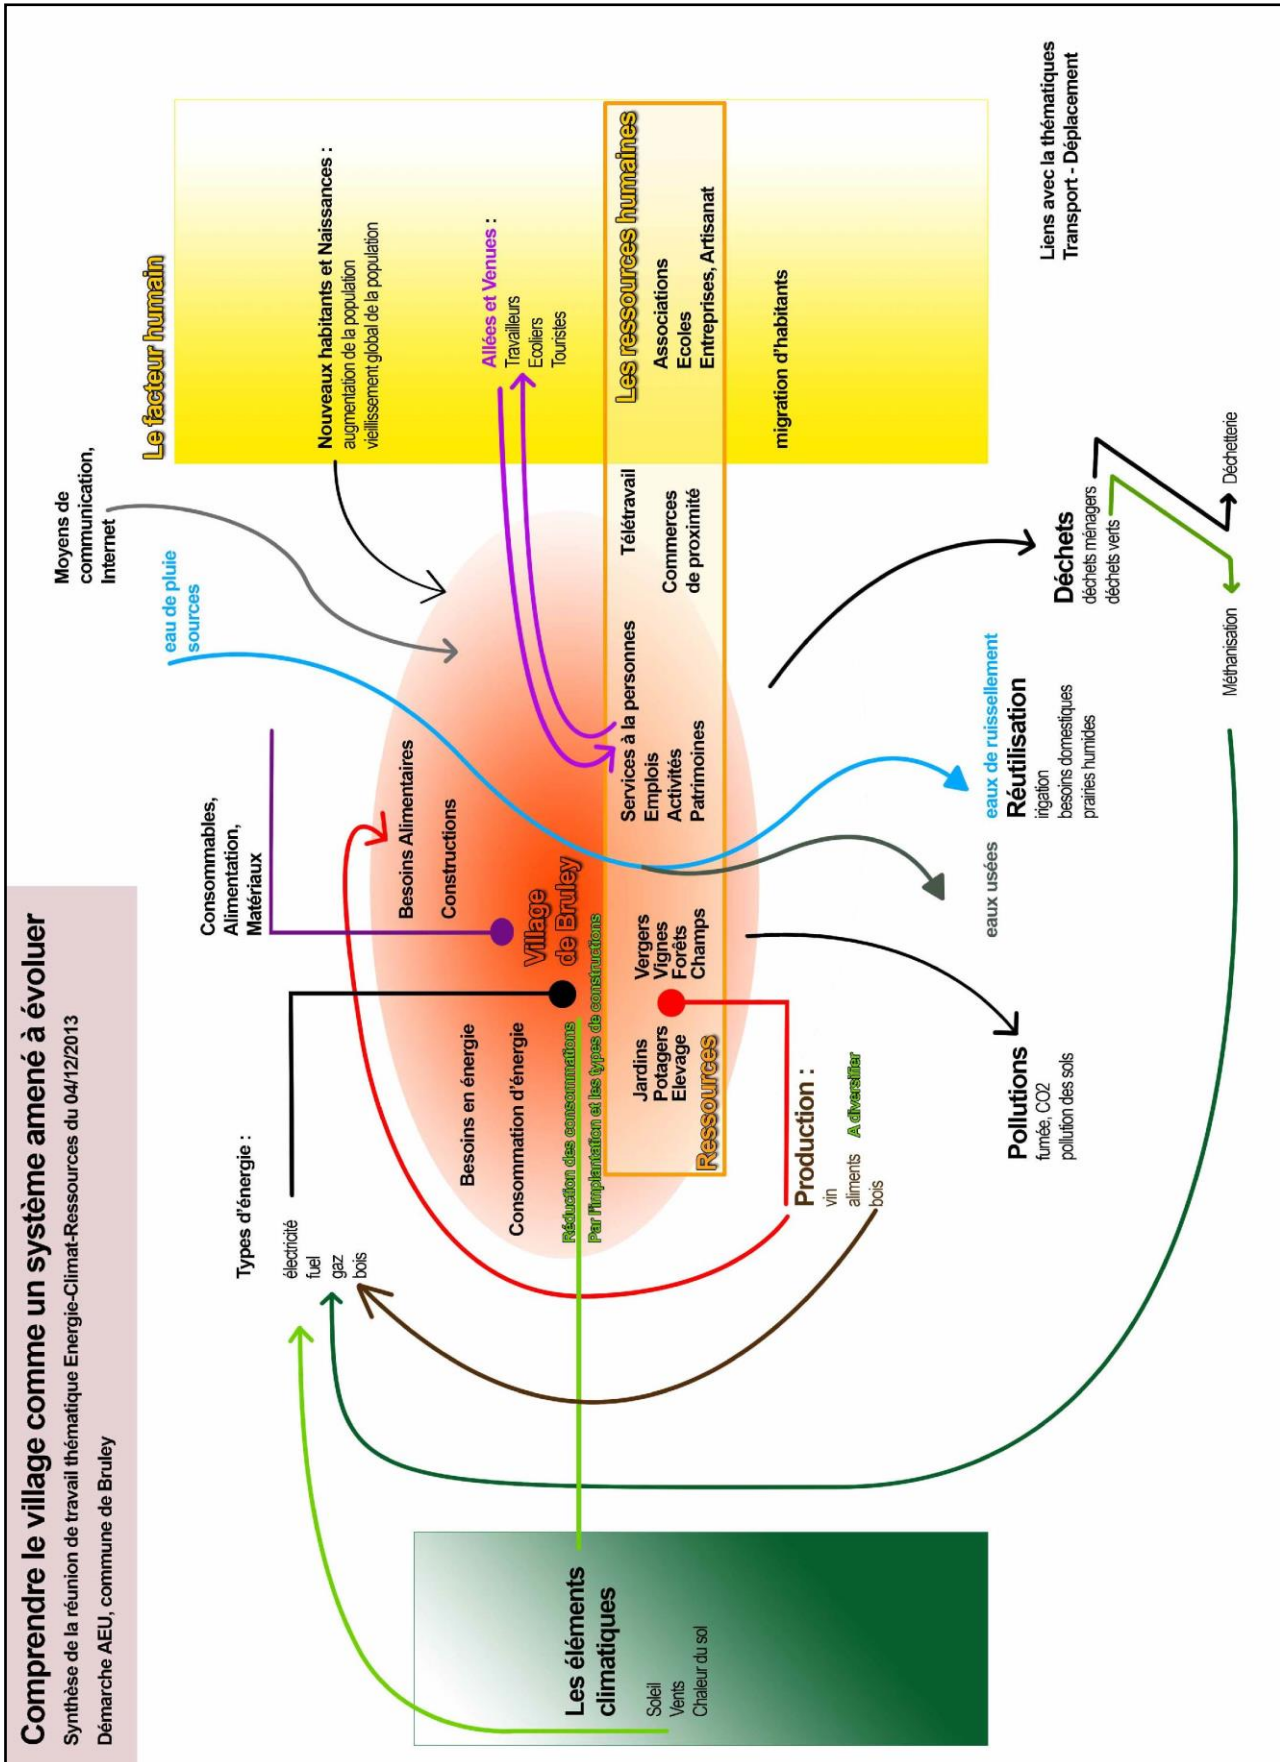 Comprendre le village comme un système amené à évoluer
Synthèse de la réunion de travail thématique Energie-Climat-Ressources du 04/12/2013
Démarche AEU, commune de Bruley
Types d'énergie :
électricité
fuel
gaz
bois
Consommables,
Alimentation,
Matériaux
eau de pluie
sources
Moyens de
communication,
Internet
Le facteur humain
Nouveaux habitants et Naissances :
augmentation de la population
vieillissement global de la population
Allées et Venues :
Travailleurs
Ecoliers
Touristes
Besoins Alimentaires
Constructions
Besoins en énergie
Consommation d'énergie
Village
de Bruley
Réduction des consommations
Par l'implantation et les types de constructions
Les éléments
climatiques
Soleil
Vents
Chaleur du sol
Jardins
Potagers
Elevage
Ressources
Vergers
Vignes
Forêts
Champs
Services à la personnes
Emplois
Activités
Patrimoines
Télétravail
Commerces
de proximité
Les ressources humaines
Associations
Ecoles
Entreprises, Artisanat
migration d'habitants
Production :
vin
aliments A diversifier
bois
Pollutions
fumée, CO2
pollution des sols
eaux usées
eaux de ruissellement
Réutilisation
irigation
besoins domestiques
prairies humides
Déchets
déchets ménagers
déchets verts
Méthanisation
Déchetterie
Liens avec la thématiques
Transport - Déplacement